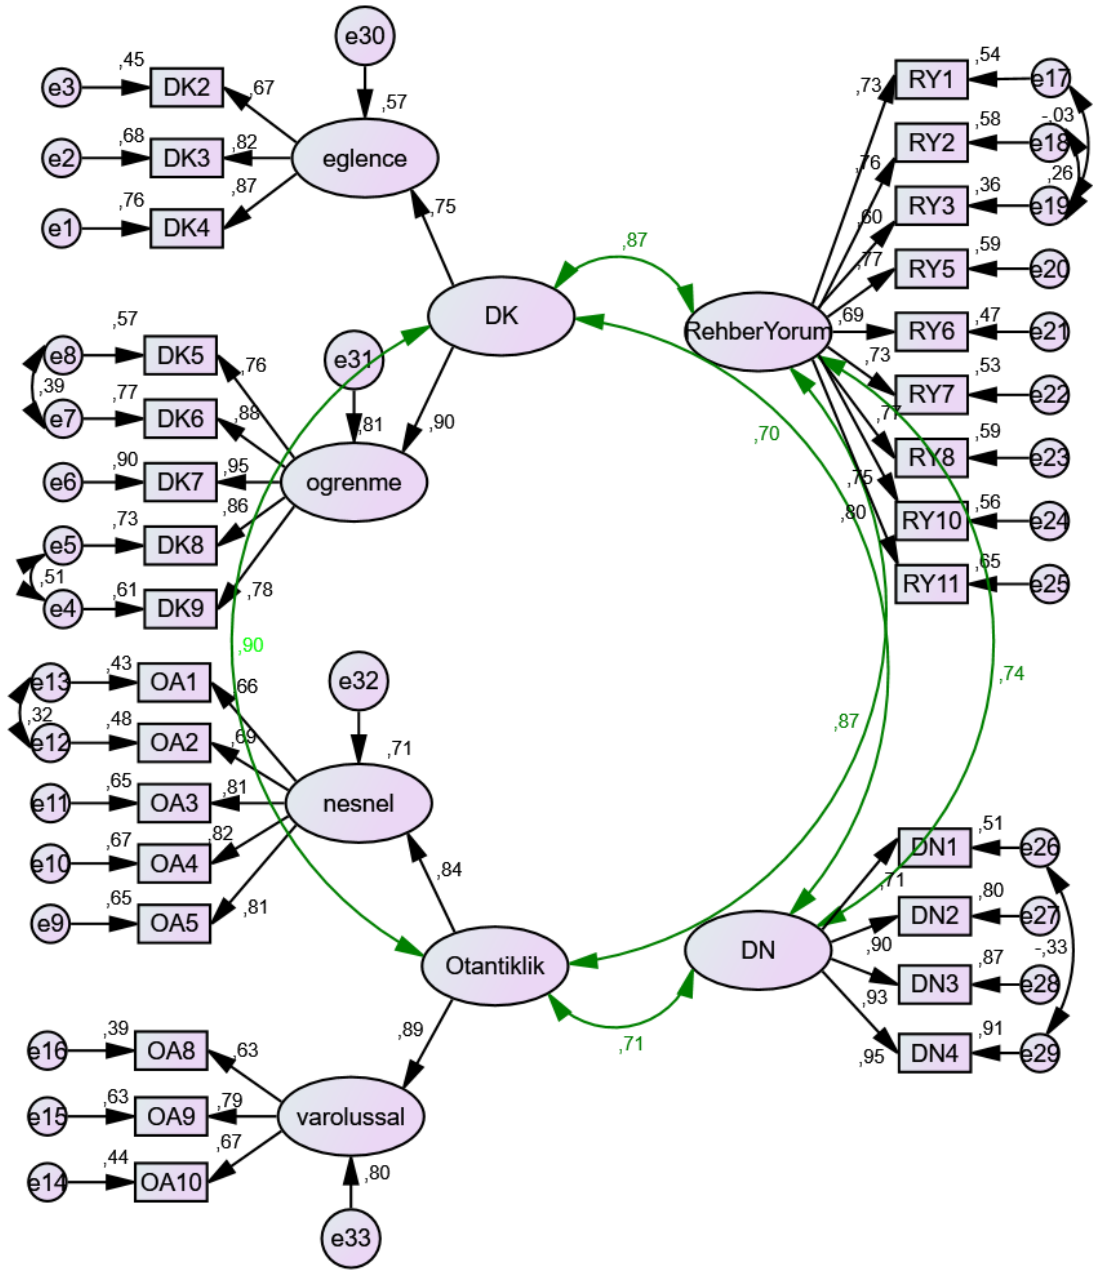 e30
,45
e3
DK2
,67
,57
,68
e2
DK3
,82
eglence
,76
,87
e1
DK4
,75
,54
,73
RY1
e17
-,03
,58
,76
RY2
e18
,26
,36
,60
RY3
e19
,59
,77
RY5
e20
,87
DK
RehberYorum
,69
RY6
,47
e21
,73
RY7
,53
e22
,77
RY8
,59
e23
,75
RY10
,56
e24
,80
RY11
,65
e25
,57
e8
DK5
,76
e31
,39
,77
e7
DK6
,88
,81
,90
,90
e6
DK7
,95
ogrenme
,73
,86
e5
DK8
,51
,61
e4
DK9
,78
,70
,90
,43
e13
OA1
,66
e32
,32
,48
e12
OA2
,69
,71
,65
e11
OA3
,81
nesnel
,67
,82
e10
OA4
,84
,65
,81
e9
OA5
,87
,74
,51
DN1
e26
,71
,80
DN2
e27
,90
-,33
DN
,87
DN3
e28
,93
,91
DN4
e29
,95
Otantiklik
,71
,89
,39
e16
OA8
,63
,63
e15
OA9
,79
varolussal
,67
,44
e14
OA10
,80
e33